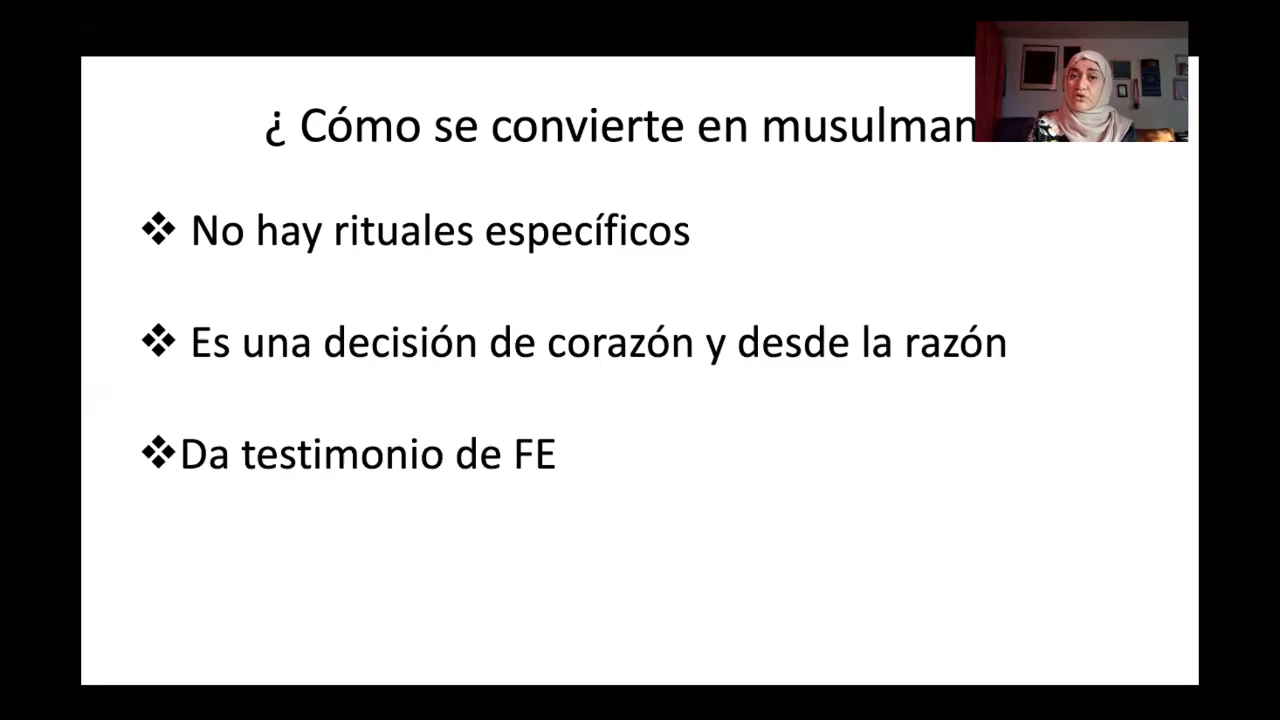 ¿ Cómo se convierte en musulman
❖ No hay rituales específicos
❖ Es una decisión de corazón y desde la razón
❖Da testimonio de FE